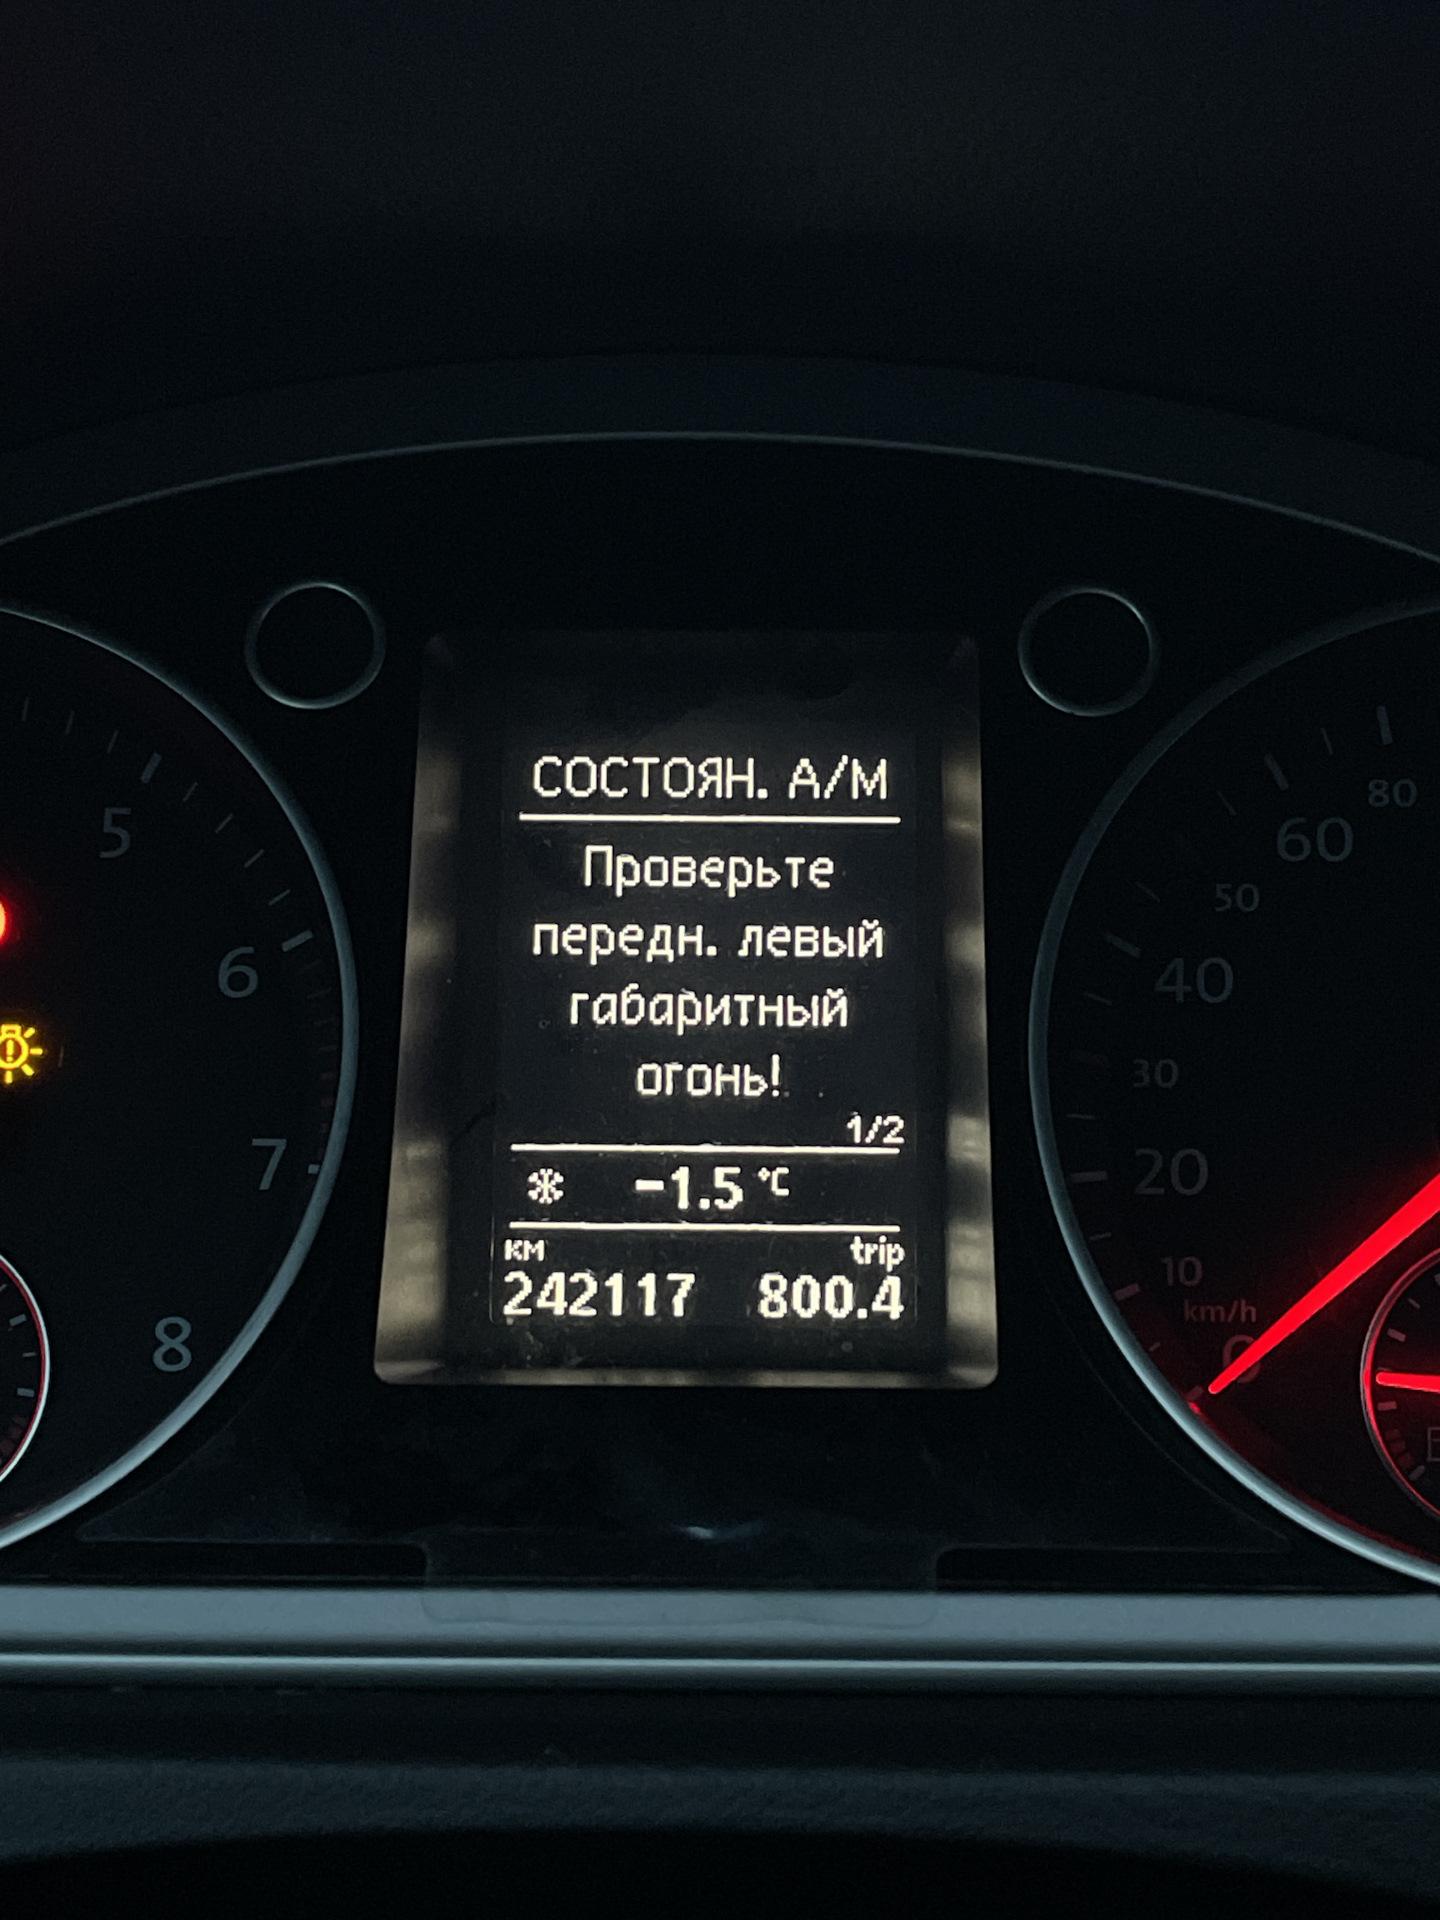 СОСТОЯН. А/М
Проверьте
передн. левый
габаритный
огонь!
1/2
-1.5 °C
км trip
242117 800.4
5
6
7
8
80
60
50
40
30
20
10
km/h
0